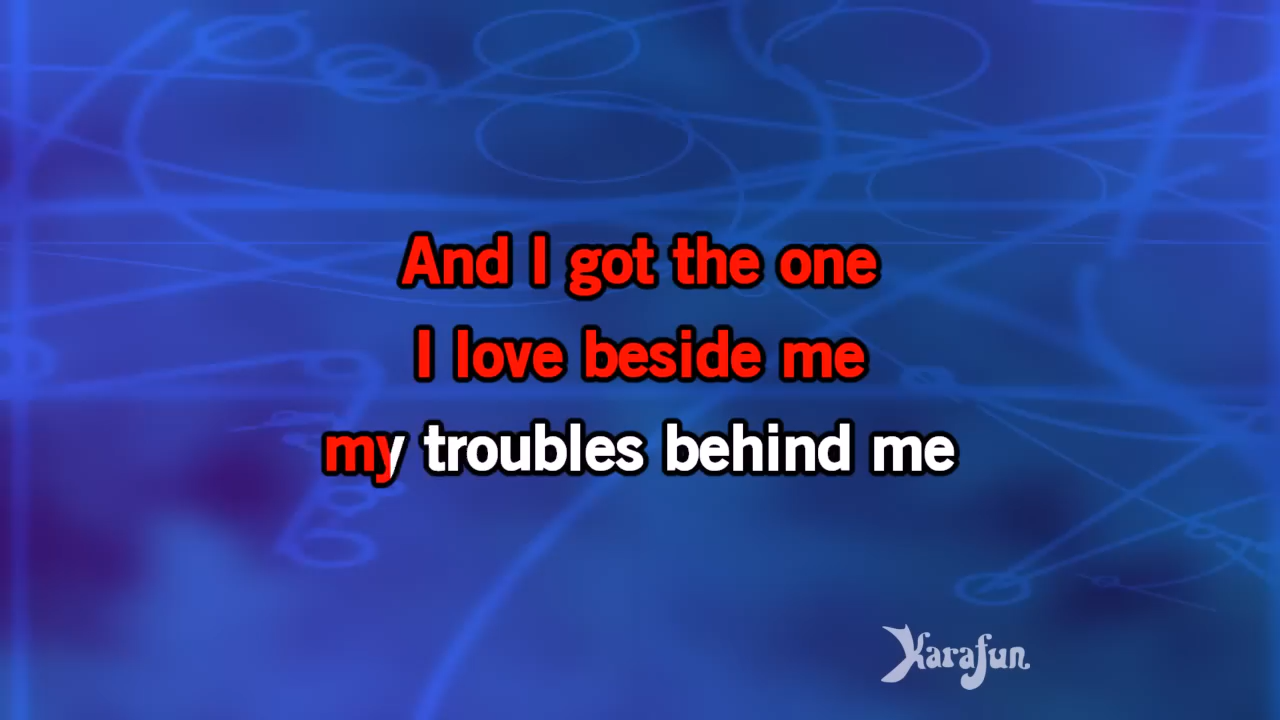 And I got the one
I love beside me
my troubles behind me
Karafun